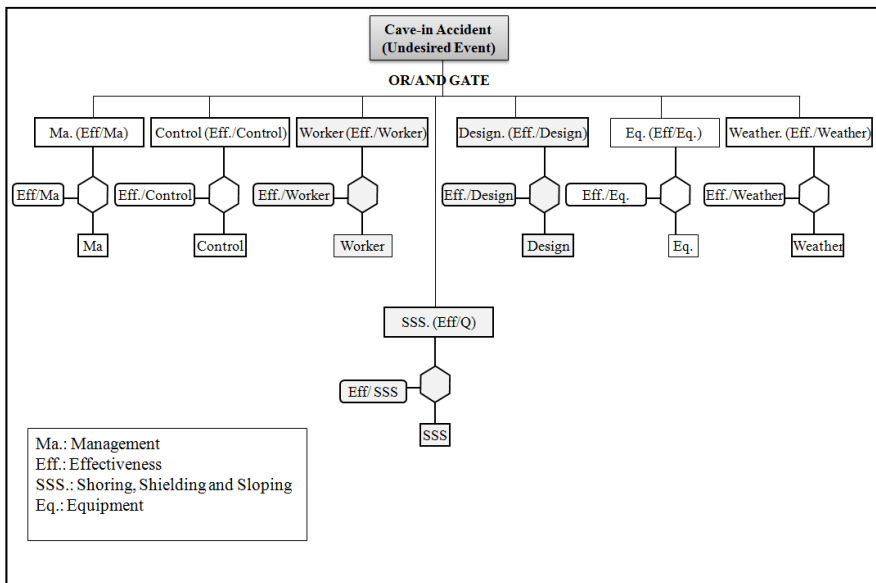 Cave-in Accident
(Undesired Event)
OR/AND GATE
Ma. (Eff/Ma)
Control (Eff./Control)
Worker (Eff./Worker)
Design. (Eff./Design)
Eq. (Eff/Eq.)
Weather. (Eff./Weather)
Eff/Ma
Eff./Control
Eff./Worker
Eff./Design
Eff./Eq.
Eff./Weather
Ma
Control
Worker
Design
Eq.
Weather
SSS. (Eff/Q)
Eff/ SSS
SSS
Ma.: Management
Eff.: Effectiveness
SSS.: Shoring, Shielding and Sloping
Eq.: Equipment